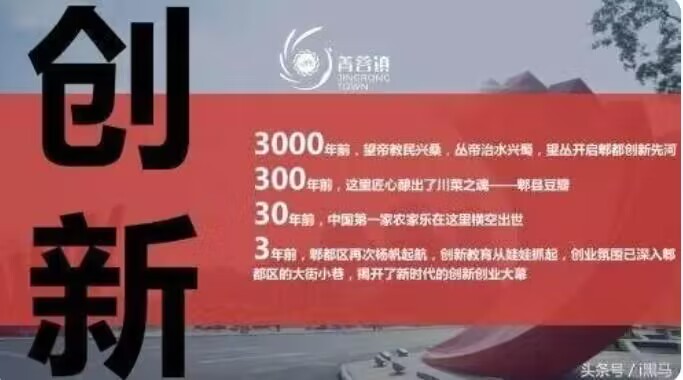 创新
菁蓉镇
JINGRONG
TOWN
3000年前，望帝教民兴桑，丛帝治水兴蜀，望丛开启郫都创新先河
300年前，这里匠心酿出了川菜之魂——郫县豆瓣
30年前，中国第一家农家乐在这里横空出世
3年前，郫都区再次杨帆起航，创新教育从娃娃抓起，创业氛围已深入郫
都区的大街小巷，揭开了新时代的创新创业大幕
头条号 / i黑马